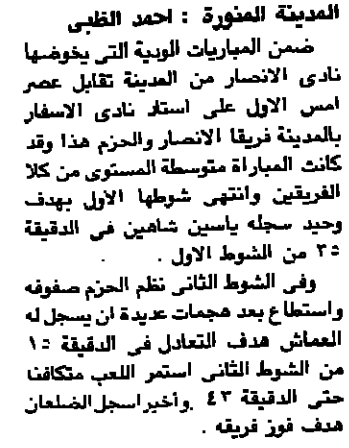 المدينة المنورة : احمد الظبى
ضمن المباريات الودية التى يخوضها
نادى الانصار من المدينة تقابل عصر
امس الاول على استاد نادى الاسفار
بالمدينة فريقا الانصار والحزم هذا وقد
كانت المباراة متوسطة المستوى من كلا
الفريقين وانتهى شوطها الاول بهدف
وحيد سجله ياسين شاهين فى الدقيقة
٣٥ من الشوط الاول .
وفى الشوط الثانى نظم الحزم صفوفه
واستطاع بعد هجمات عديدة ان يسجل له
العماش هدف التعادل فى الدقيقة ١٥
من الشوط الثانى استمر اللعب متكافئا
حتى الدقيقة ٤٣ وأخيرا سجل الضلعان
هدف فوز فريقه .